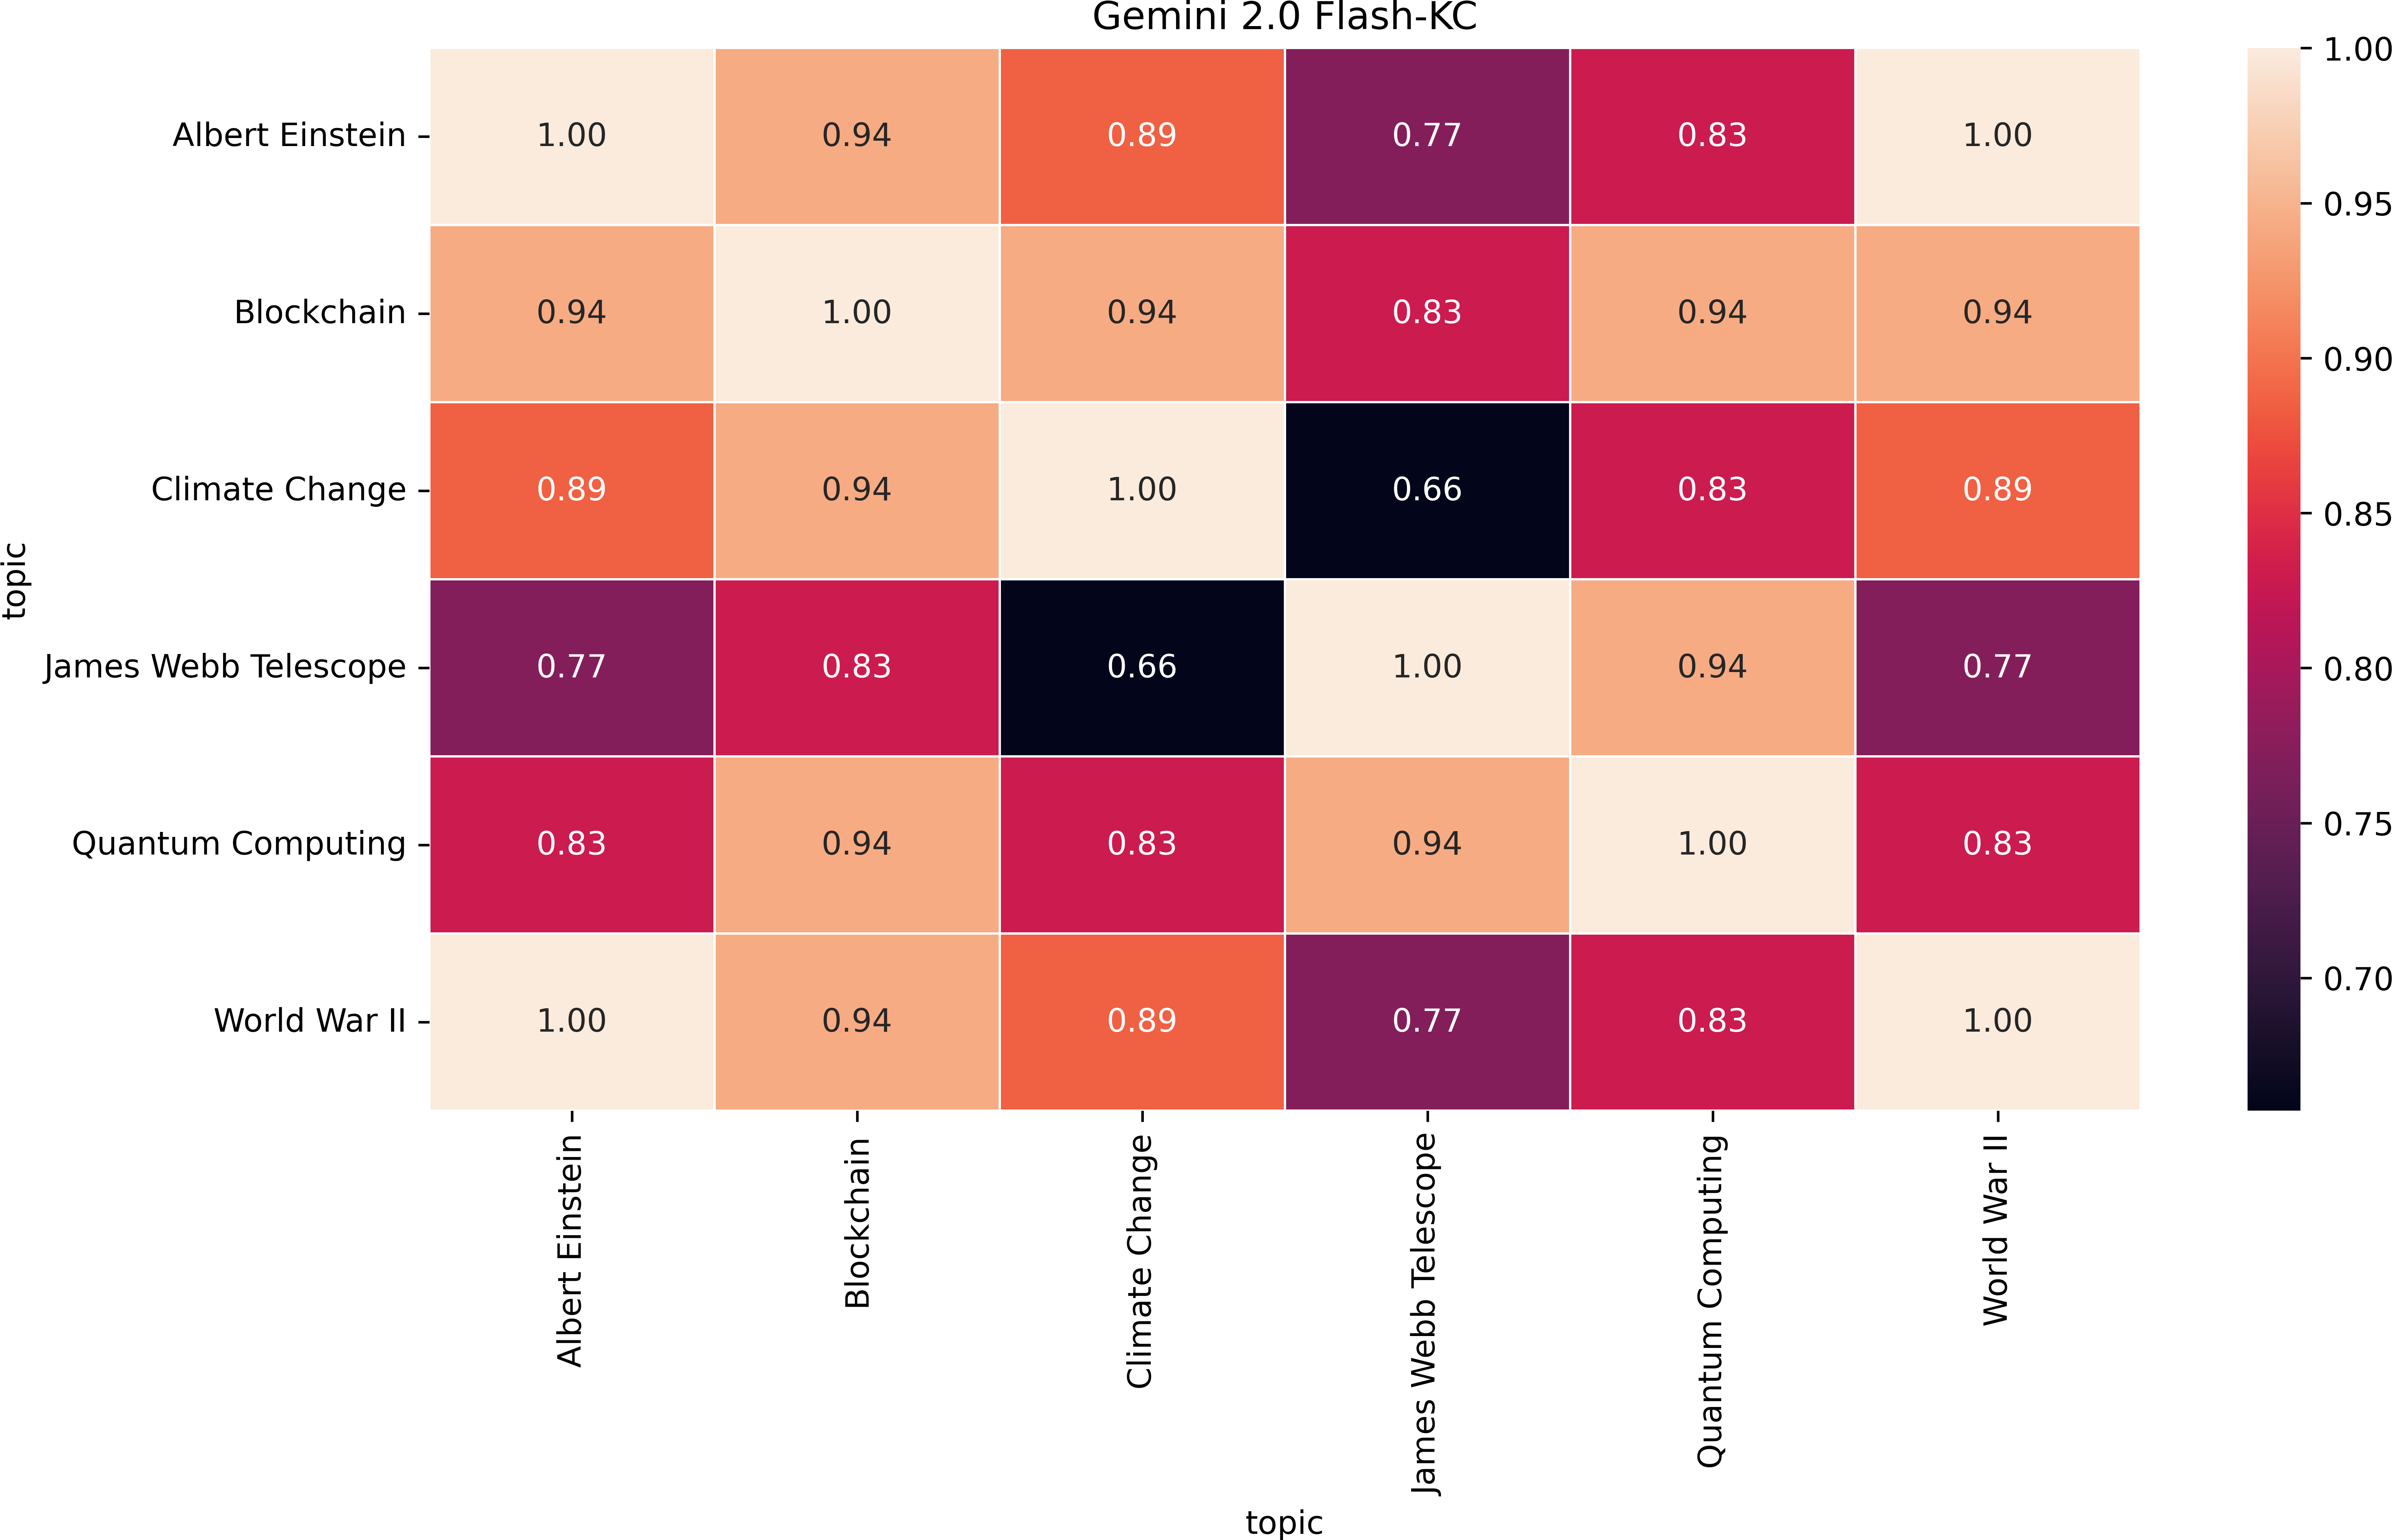 Gemini 2.0 Flash-KC
topic
Albert Einstein 1.00 0.94 0.89 0.77 0.83 1.00
Blockchain 0.94 1.00 0.94 0.83 0.94 0.94
Climate Change 0.89 0.94 1.00 0.66 0.83 0.89
James Webb Telescope 0.77 0.83 0.66 1.00 0.94 0.77
Quantum Computing 0.83 0.94 0.83 0.94 1.00 0.83
World War II 1.00 0.94 0.89 0.77 0.83 1.00
Albert Einstein
Blockchain
Climate Change
James Webb Telescope
Quantum Computing
World War II
topic
1.00
0.95
0.90
0.85
0.80
0.75
0.70